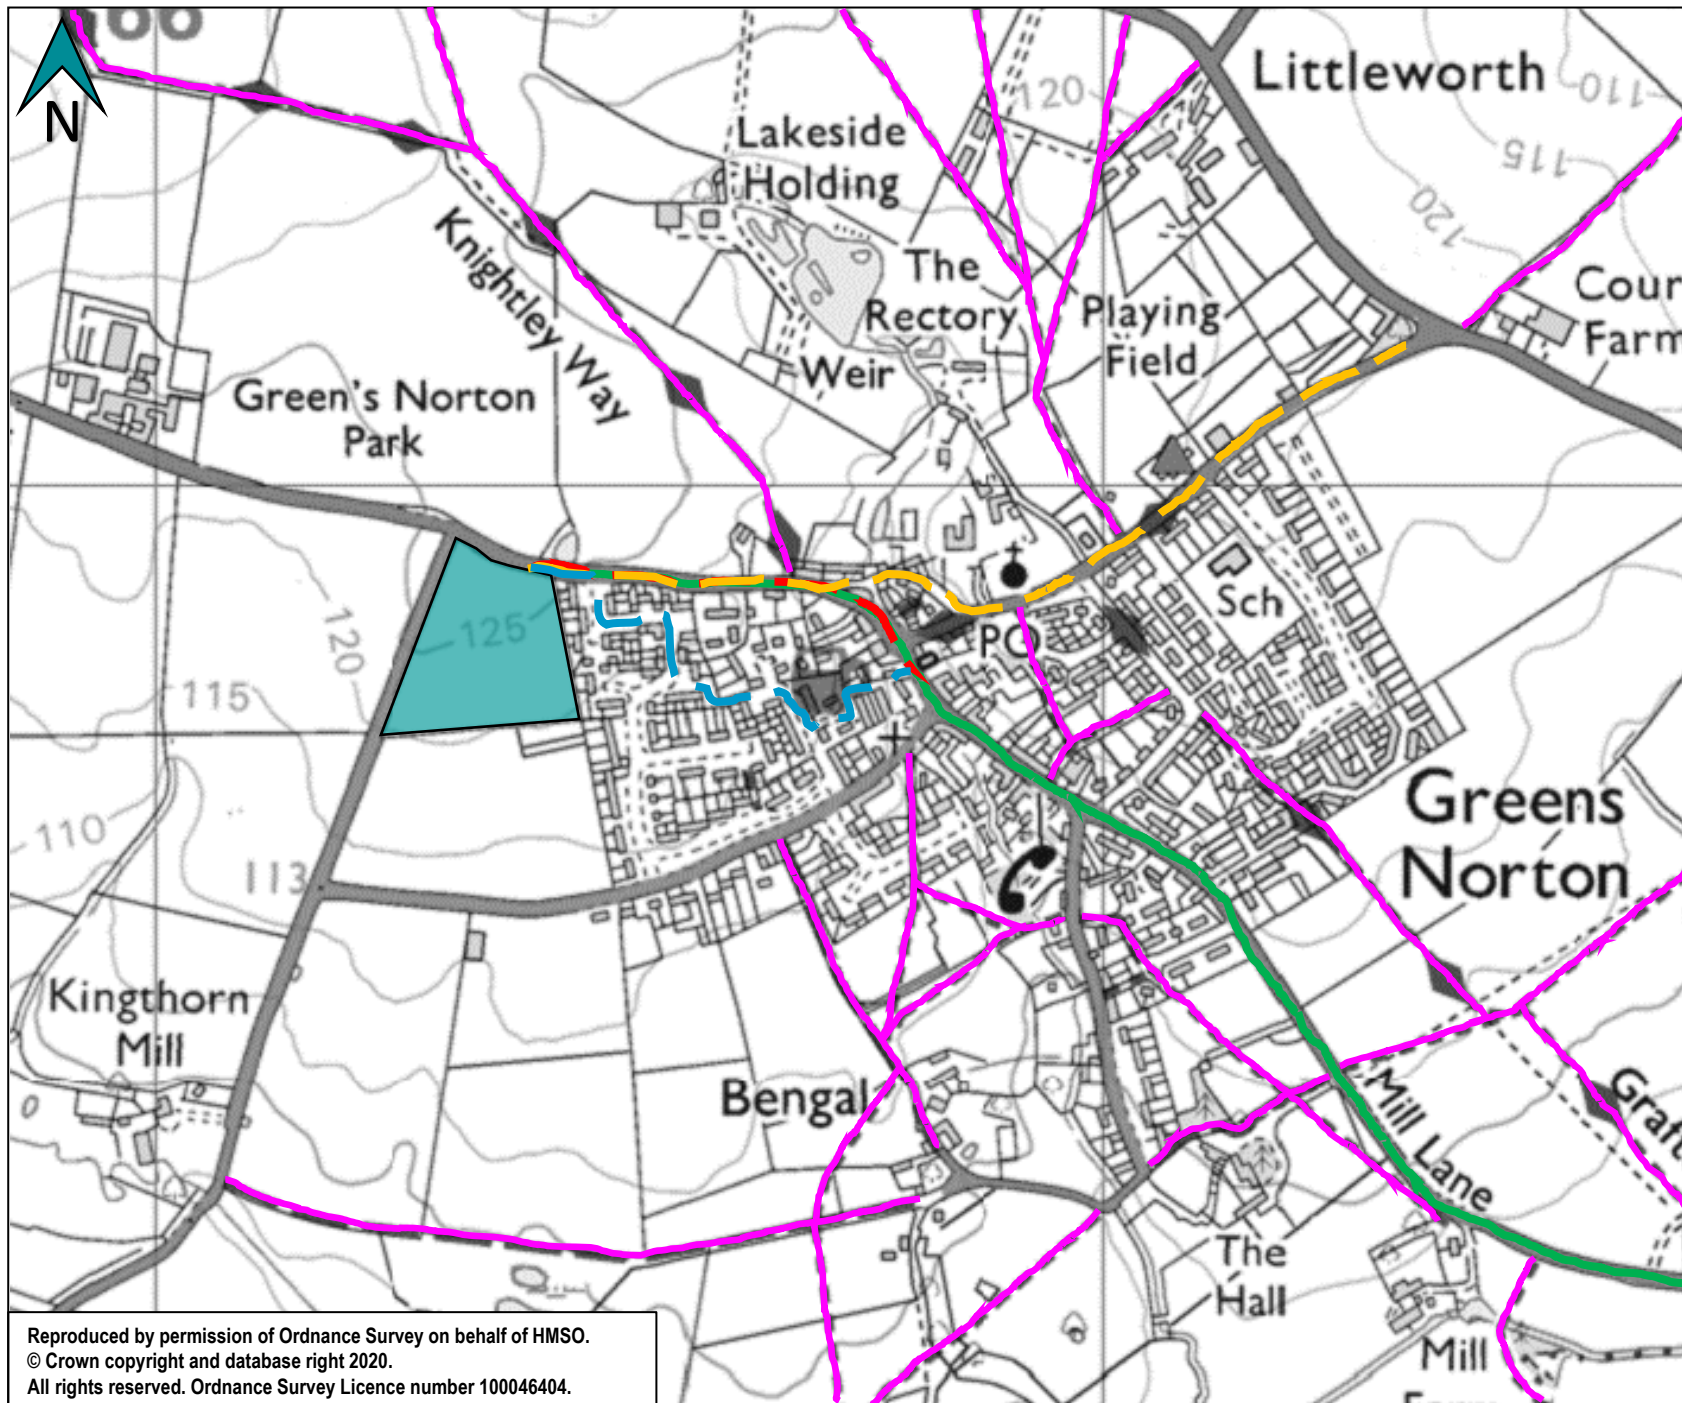 166
N
Littleworth
120
110
115
120
Lakeside
Holding
The
Rectory
Playing
Field
Weir
Cour
Farm
Knightley Way
Green's Norton
Park
120
125
115
110
113
PO
Sch
Greens
Norton
Kingthorn
Mill
Bengal
Mill Lane
Graft
The
Hall
Mill
Reproduced by permission of Ordnance Survey on behalf of HMSO.
© Crown copyright and database right 2020.
All rights reserved. Ordnance Survey Licence number 100046404.